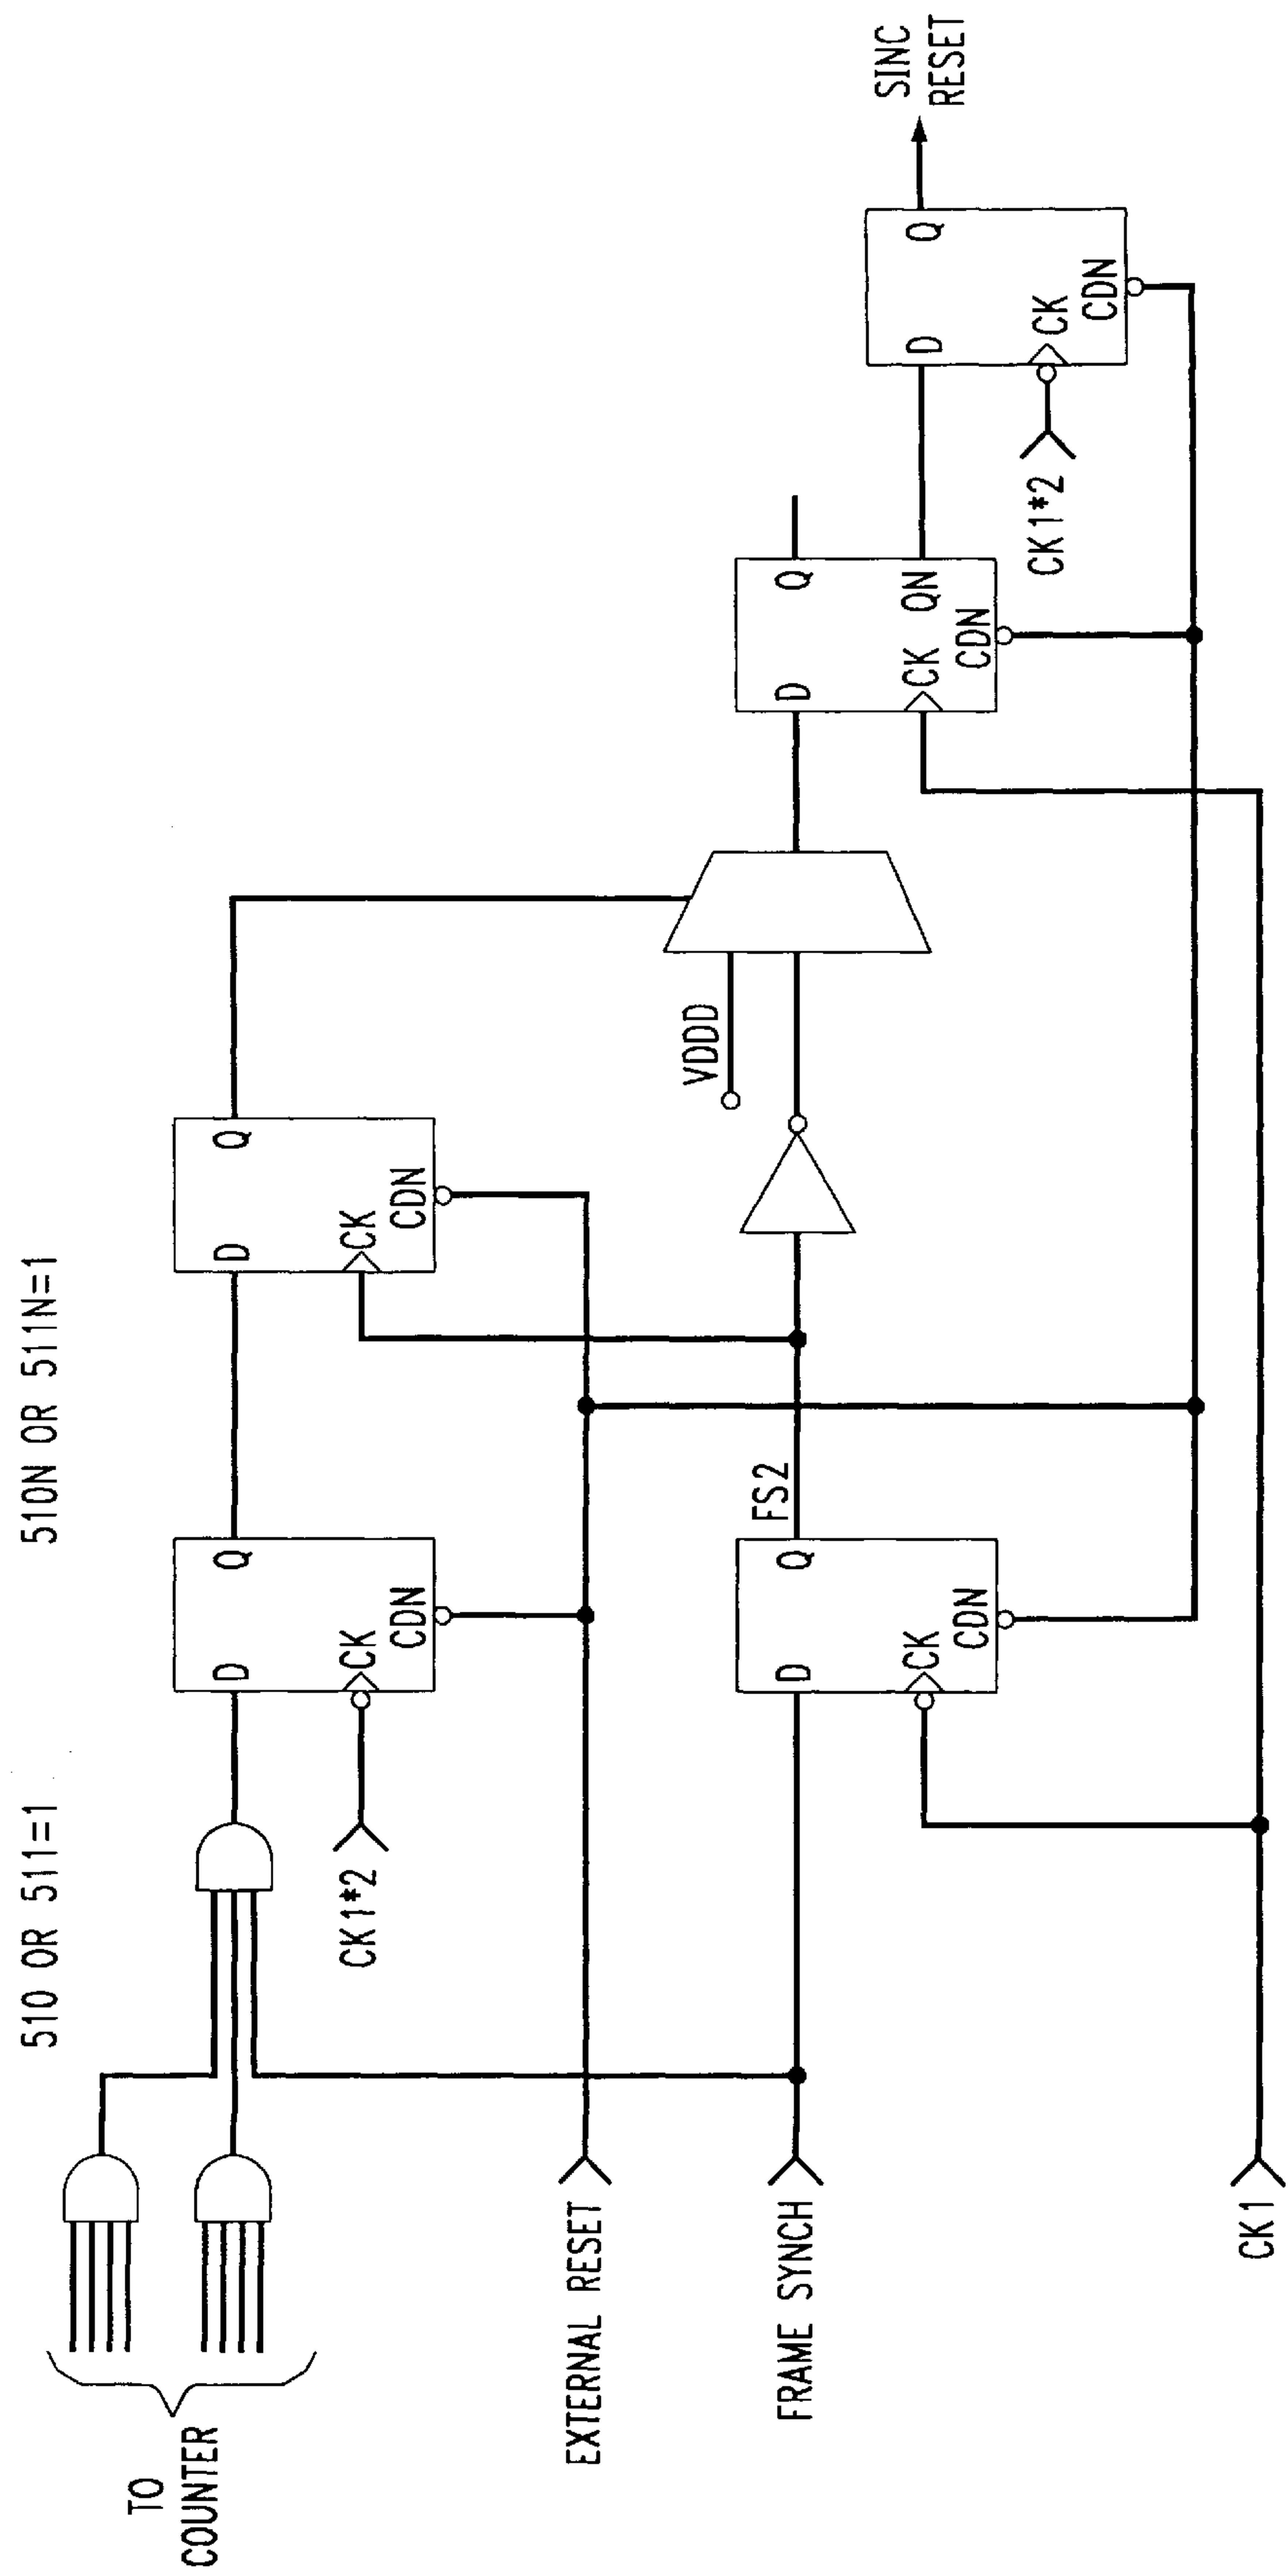 510 OR 511=1
510N OR 511N=1
TO
COUNTER
D
Q
CK
CDN
CK1*2
D
Q
CK
CDN
EXTERNAL RESET
VDDD
FRAME SYNCH
D
Q
CK
CDN
FS2
D
Q
CK
QN
CDN
D
Q
CK
CDN
CK1*2
SINC
RESET
CK1